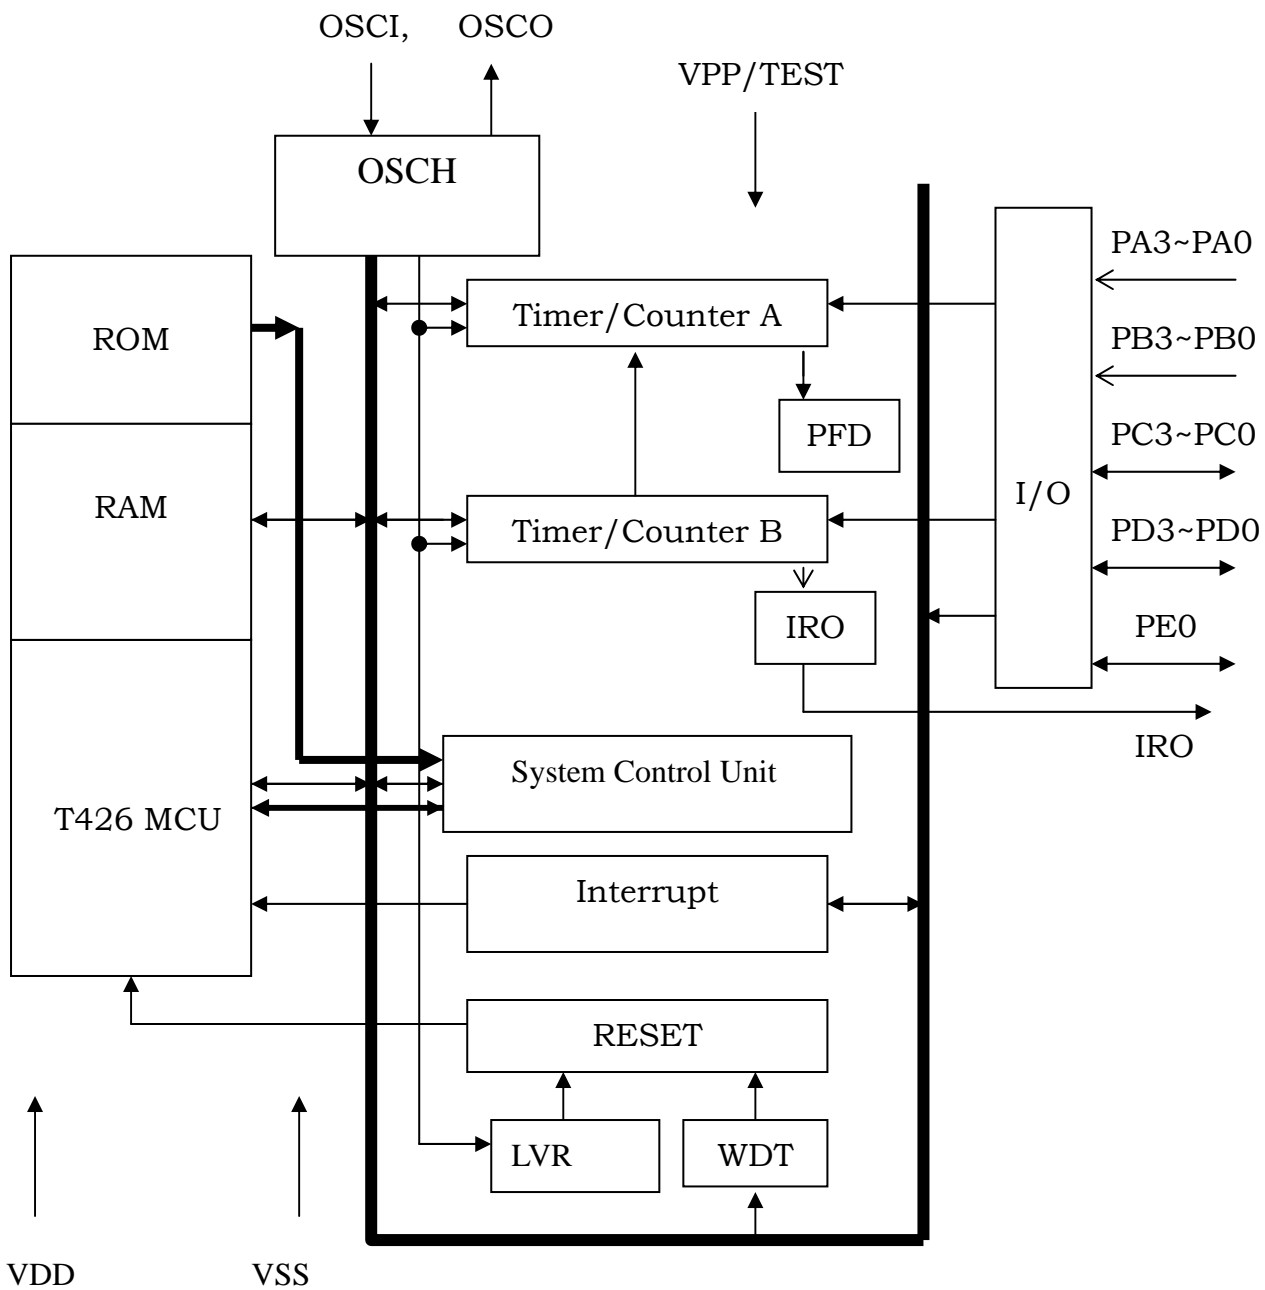 OSCI, OSCO
VPP/TEST
OSCH
PA3~PA0
Timer/Counter A
ROM
PB3~PB0
PFD
PC3~PC0
I/O
RAM
Timer/Counter B
PD3~PD0
IRO
PE0
IRO
System Control Unit
T426 MCU
Interrupt
RESET
LVR
WDT
VDD
VSS